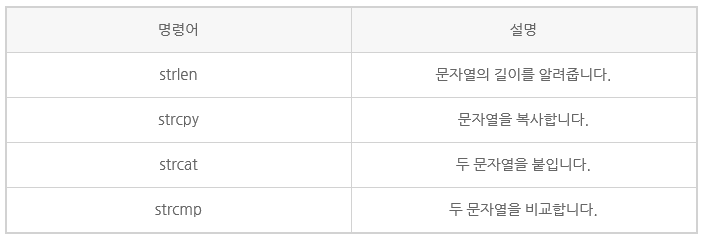 명령어 설명
strlen 문자열의 길이를 알려줍니다.
strcpy 문자열을 복사합니다.
strcat 두 문자열을 붙입니다.
strcmp 두 문자열을 비교합니다.